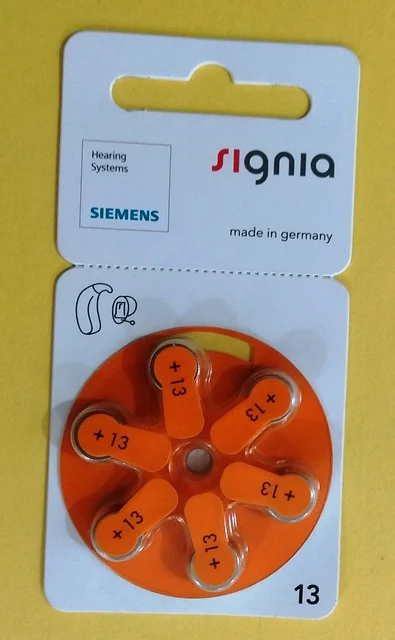 Hearing
Systems
SIEMENS
signia
made in germany
+ 13
+ 13
+ 13
+ 13
+ 13
+ 13
13